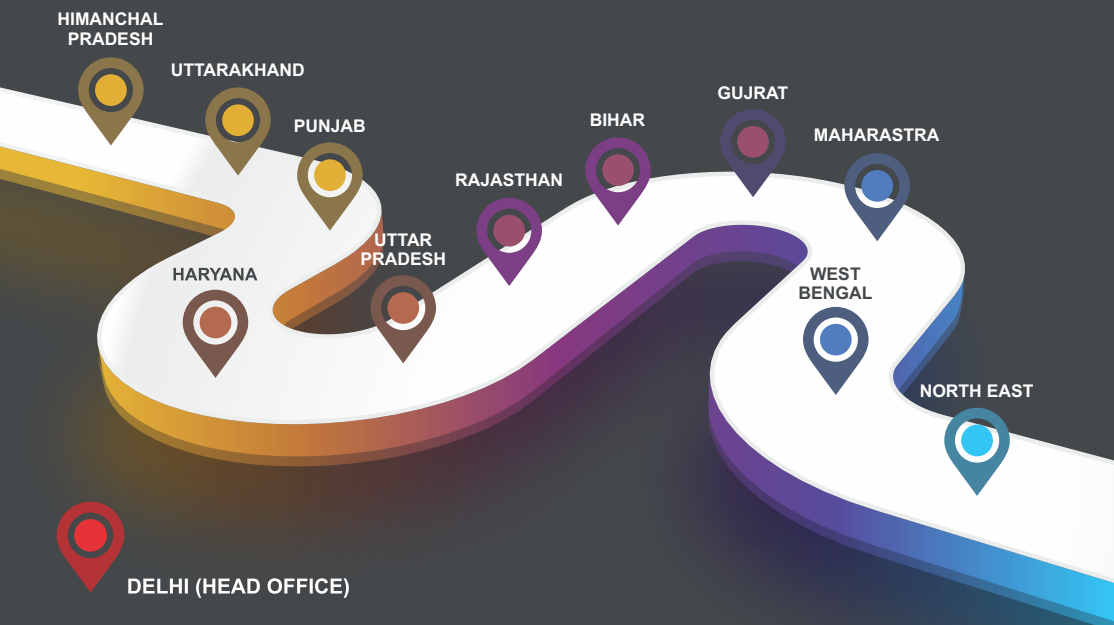 HIMANCHAL
PRADESH
UTTARAKHAND
PUNJAB
HARYANA
UTTAR
PRADESH
RAJASTHAN
BIHAR
GUJRAT
MAHARASTRA
WEST
BENGAL
NORTH EAST
DELHI (HEAD OFFICE)